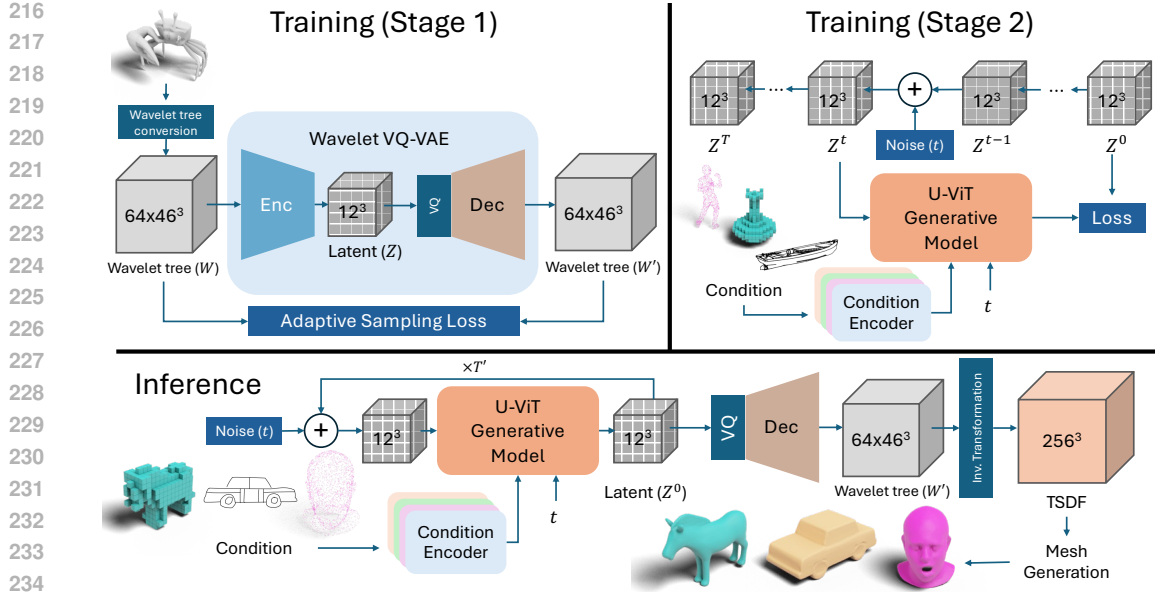 216
217
218
219
220
221
222
223
224
225
226
227
228
229
230
231
232
233
234
Training (Stage 1)
Wavelet tree
conversion
Wavelet VQ-VAE
64x46³
Enc
12³
VQ
Dec
64x46³
Latent (Z)
Wavelet tree (W)
Wavelet tree (W′)
Adaptive Sampling Loss
Training (Stage 2)
12³
...
12³
+
12³
...
12³
Z^T
Z^t
Noise (t)
Z^{t−1}
Z^0
U-ViT
Generative
Model
Loss
Condition
Condition
Encoder
t
Inference
×T′
Noise (t)
+
12³
U-ViT
Generative
Model
12³
VQ
Dec
64x46³
Inv. Transformation
256³
Latent (Z^0)
Wavelet tree (W′)
TSDF
Condition
Condition
Encoder
t
Mesh
Generation